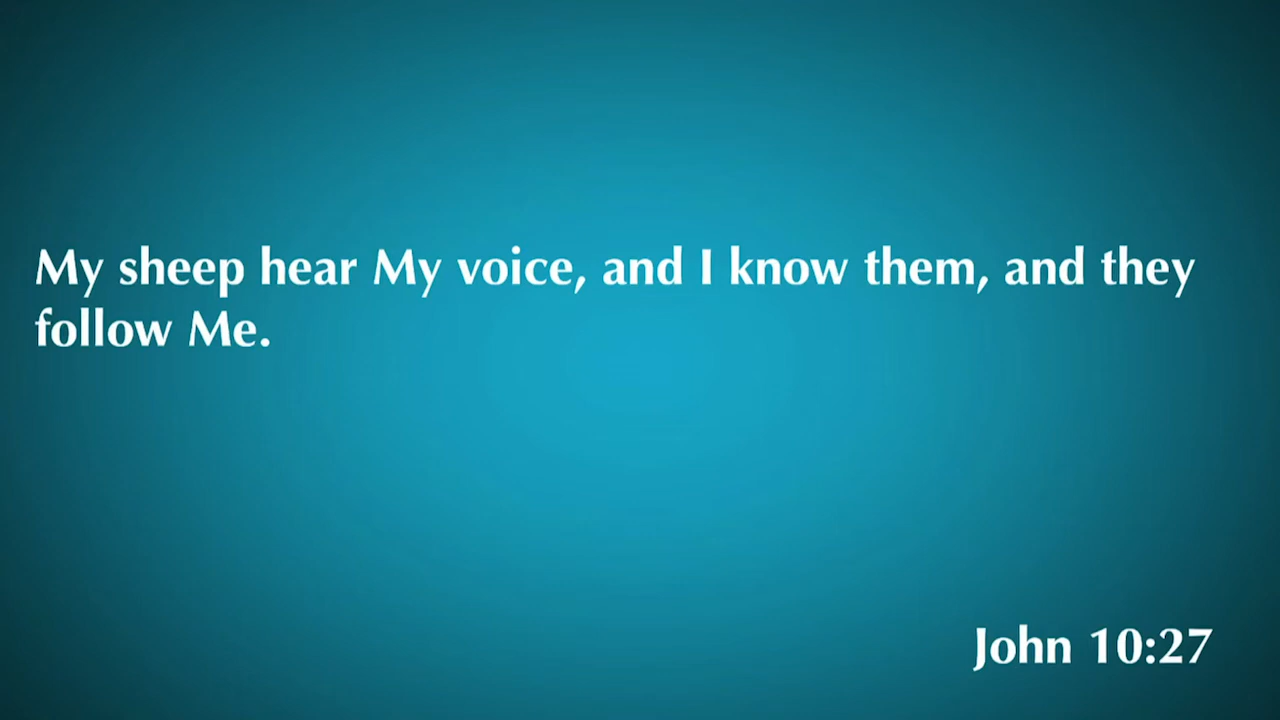 My sheep hear My voice, and I know them, and they
follow Me.
John 10:27